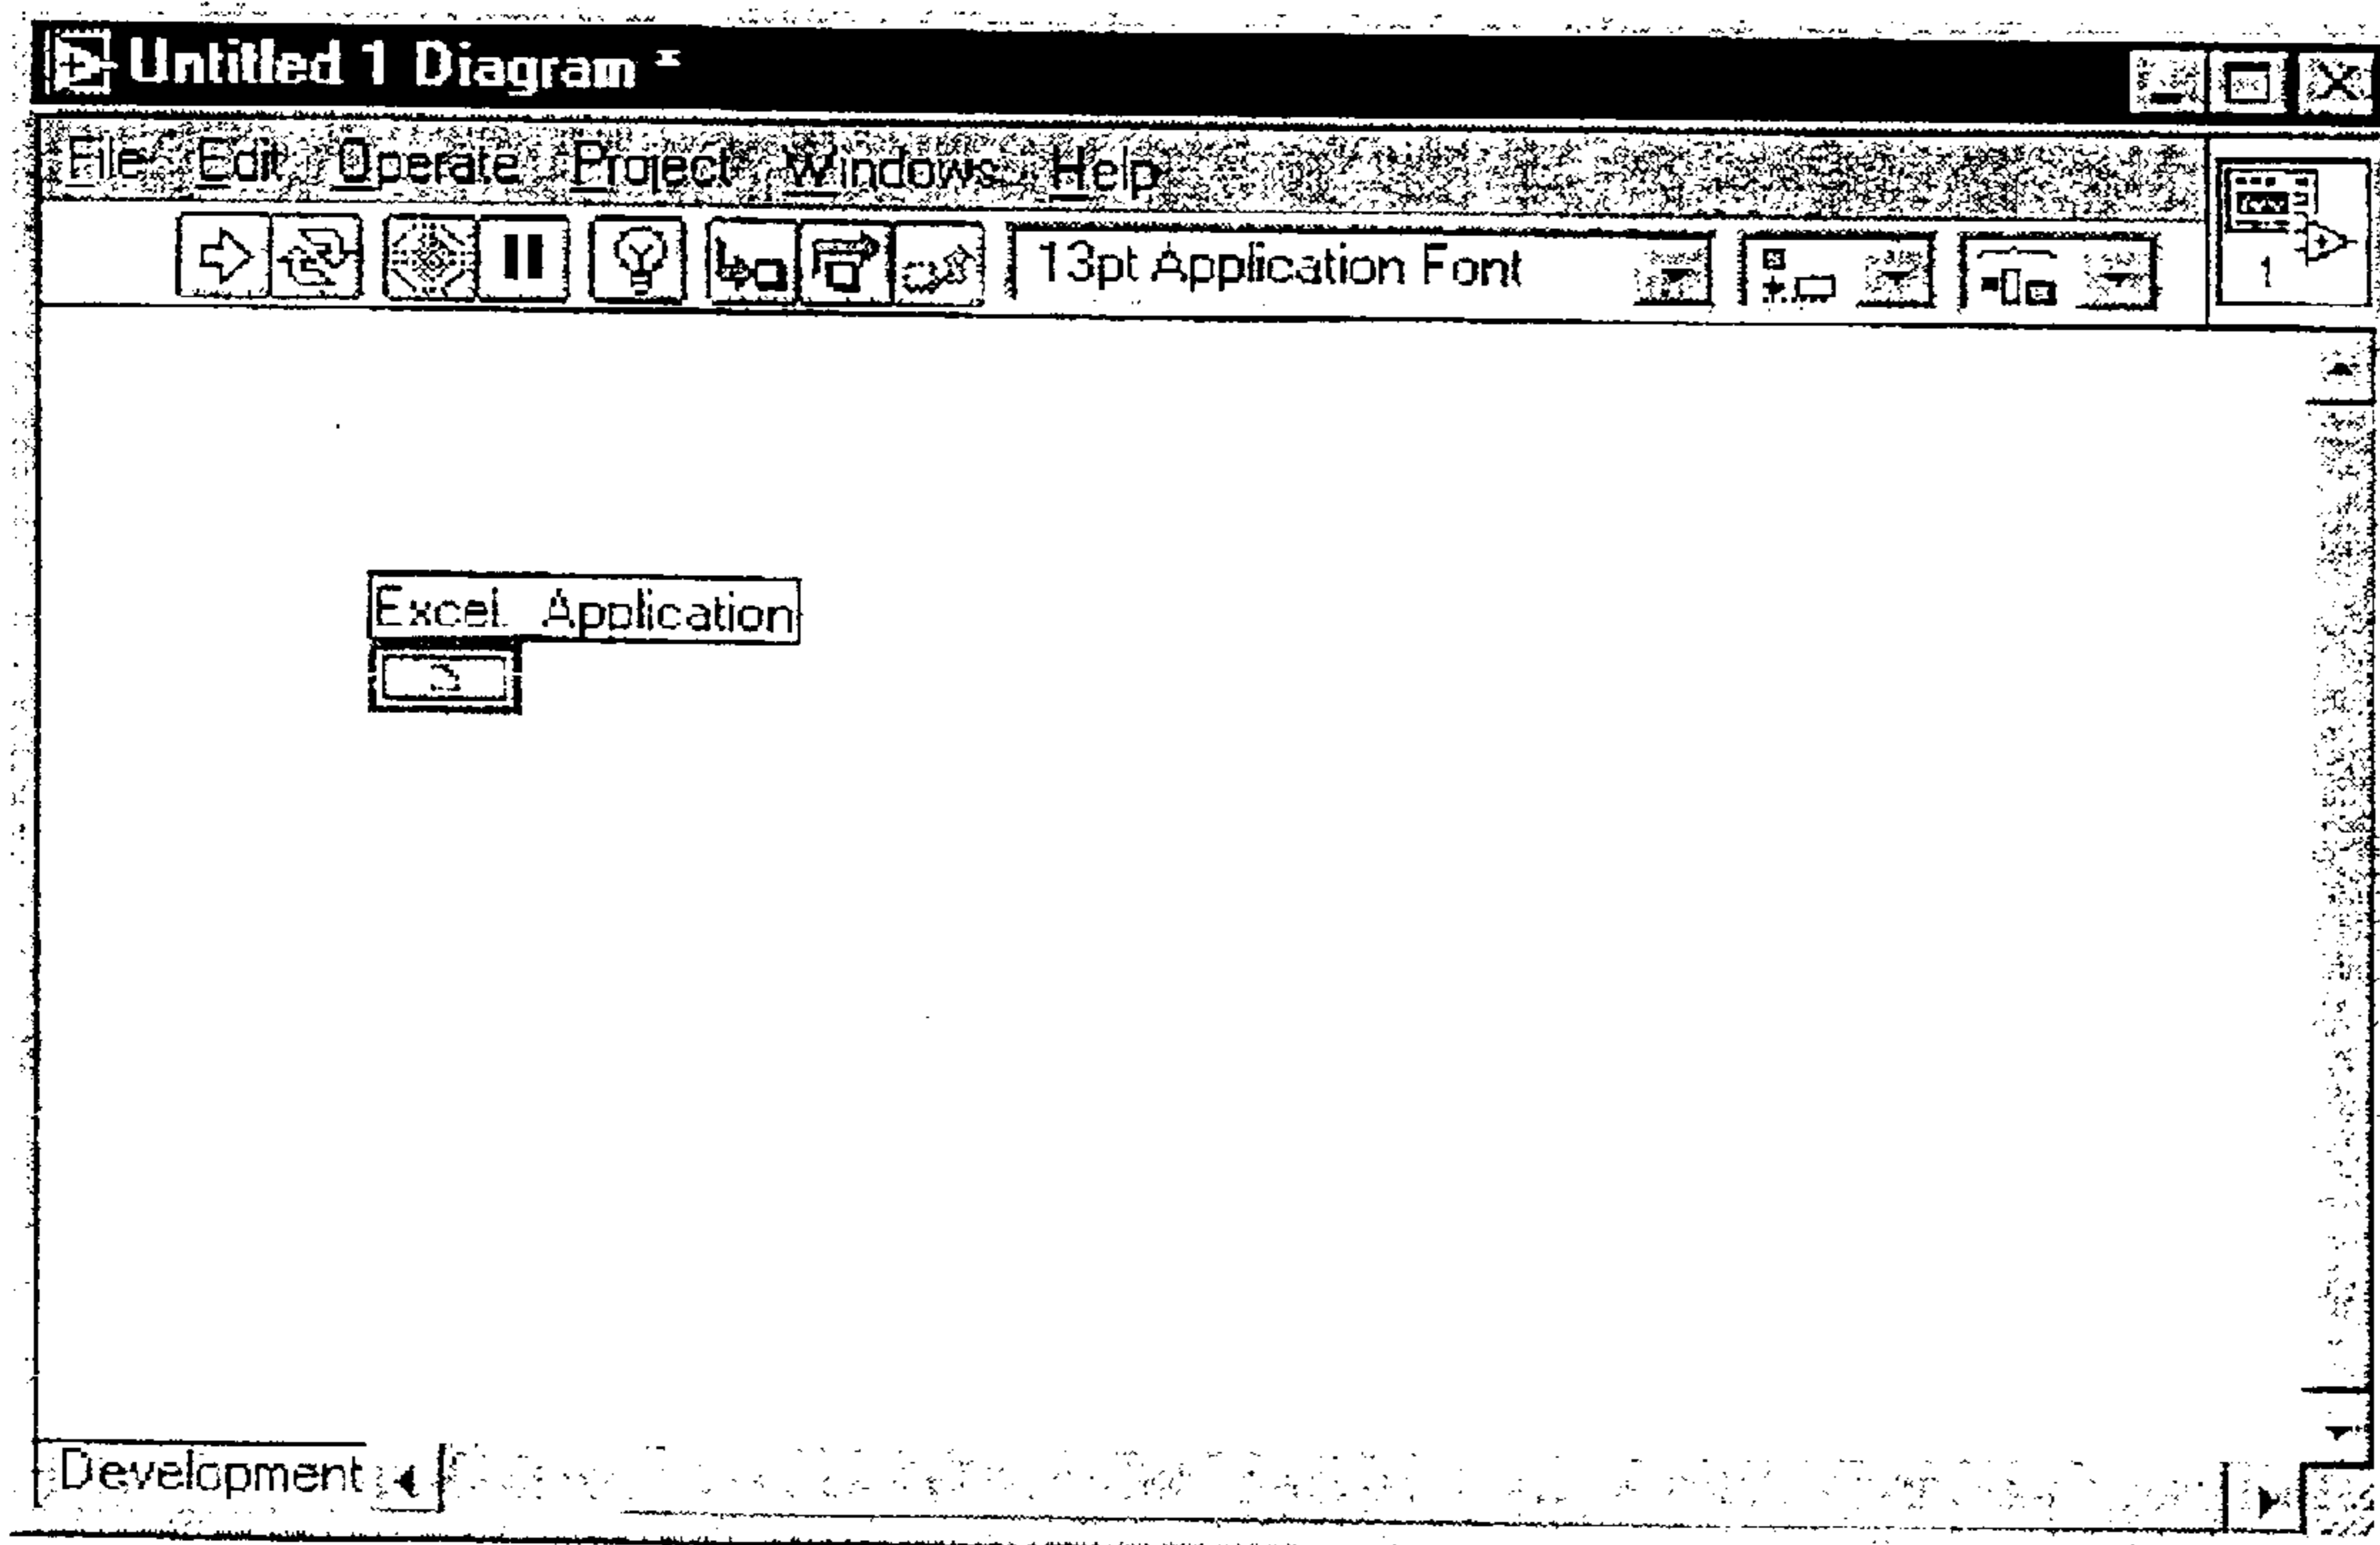 Untitled 1 Diagram *
File Edit Operate Project Windows Help
13pt Application Font
1
Excel. Application
Development